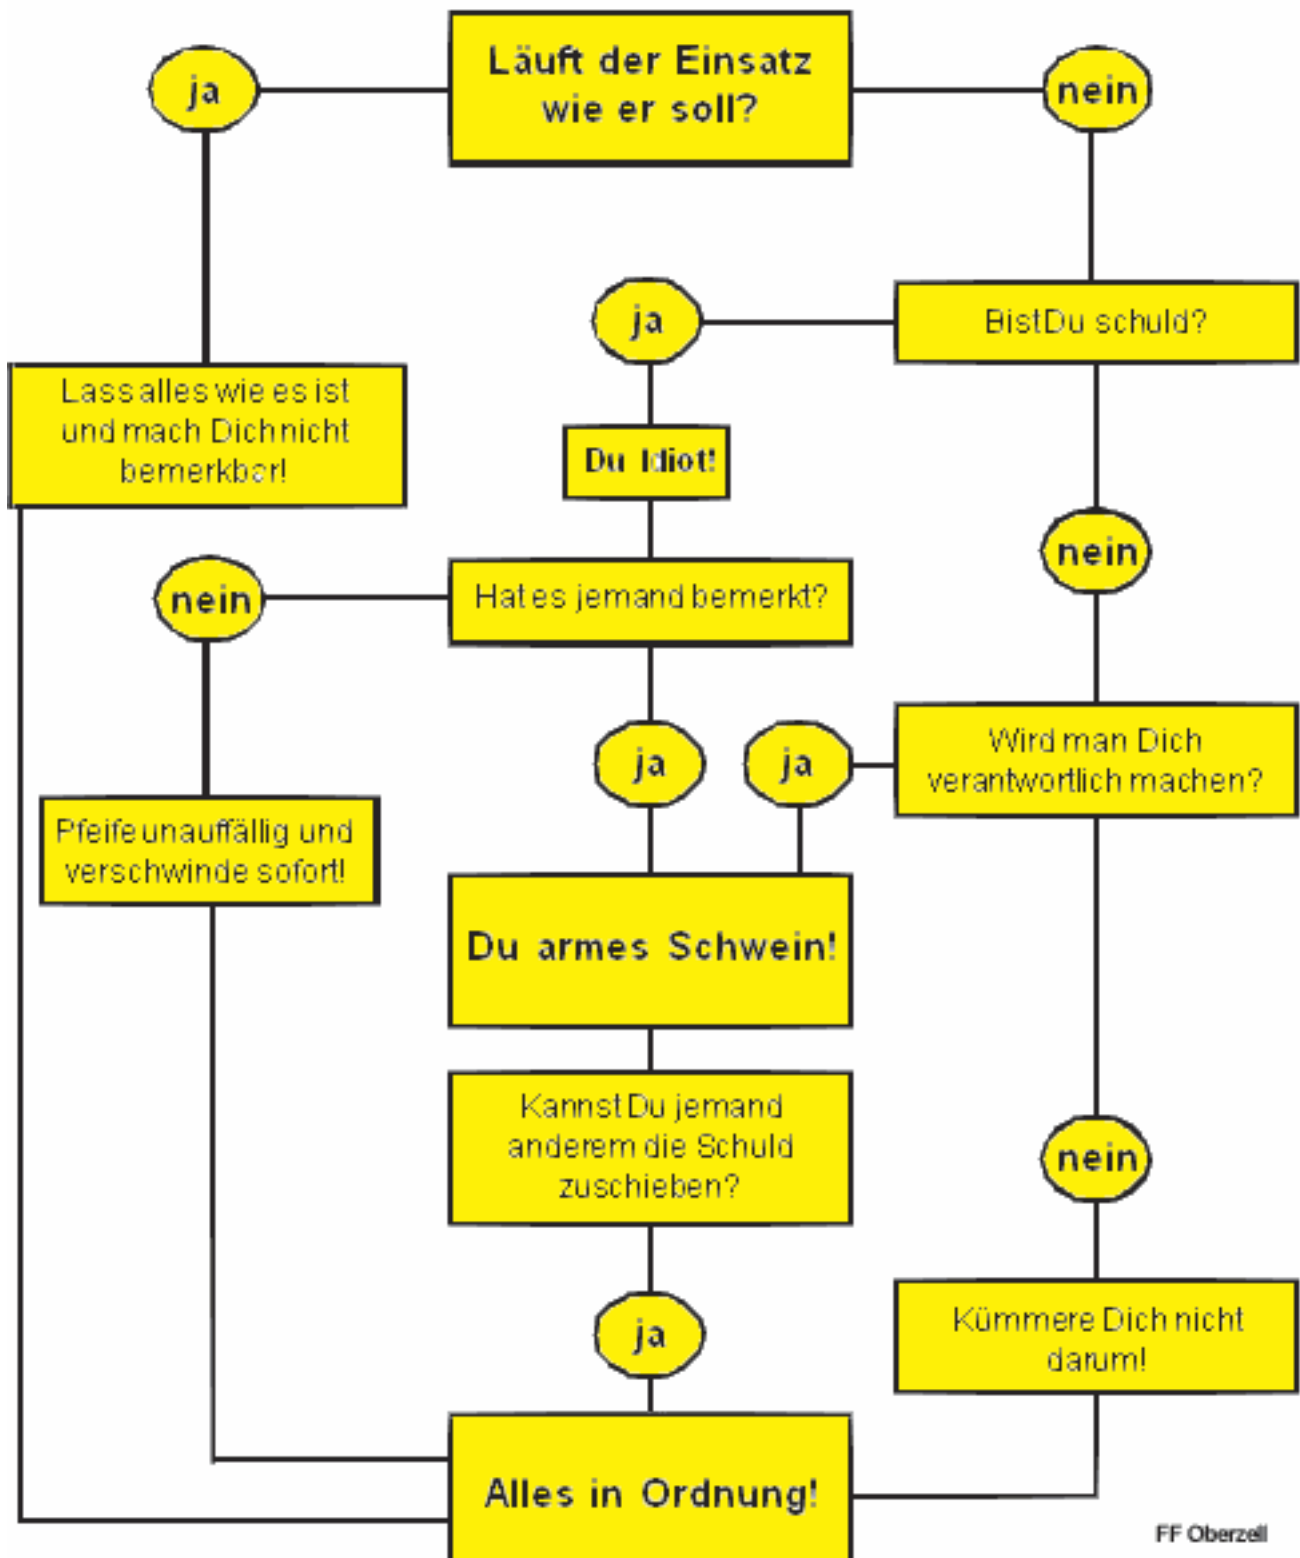 Läuft der Einsatz
wie er soll?
ja
nein
Bist Du schuld?
ja
Lass alles wie es ist
und mach Dich nicht
bemerkbar!
Du Idiot!
nein
Hat es jemand bemerkt?
nein
ja
ja
Wird man Dich
verantwortlich machen?
Pfeife unauffällig und
verschwinde sofort!
Du armes Schwein!
Kannst Du jemand
anderem die Schuld
zuschieben?
nein
ja
Kümmere Dich nicht
darum!
Alles in Ordnung!
FF Oberzell